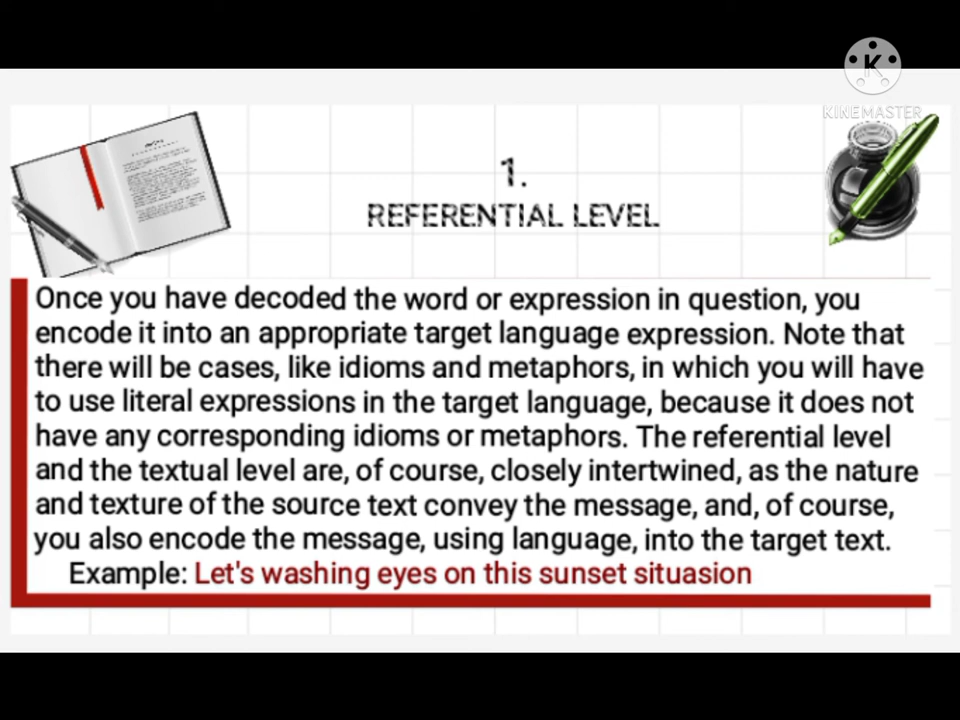 K
KINEMASTER
1.
REFERENTIAL LEVEL
Once you have decoded the word or expression in question, you
encode it into an appropriate target language expression. Note that
there will be cases, like idioms and metaphors, in which you will have
to use literal expressions in the target language, because it does not
have any corresponding idioms or metaphors. The referential level
and the textual level are, of course, closely intertwined, as the nature
and texture of the source text convey the message, and, of course,
you also encode the message, using language, into the target text.
Example: Let's washing eyes on this sunset situasion